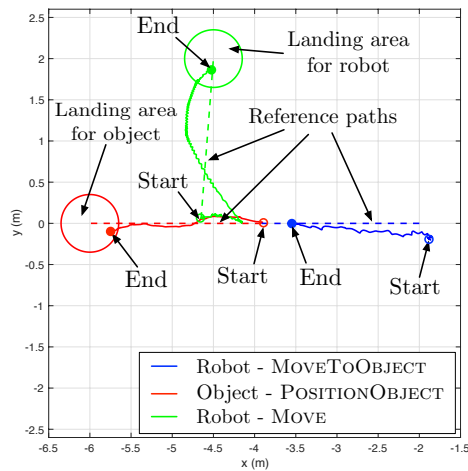 End
Landing area
for robot
Landing area
for object
Reference paths
Start
End
Start
End
Start
y (m)
2.5
2
1.5
1
0.5
0
-0.5
-1
-1.5
-2
-2.5
Robot - MOVETOOBJECT
Object - POSITIONOBJECT
Robot - MOVE
-6.5 -6 -5.5 -5 -4.5 -4 -3.5 -3 -2.5 -2 -1.5
x (m)